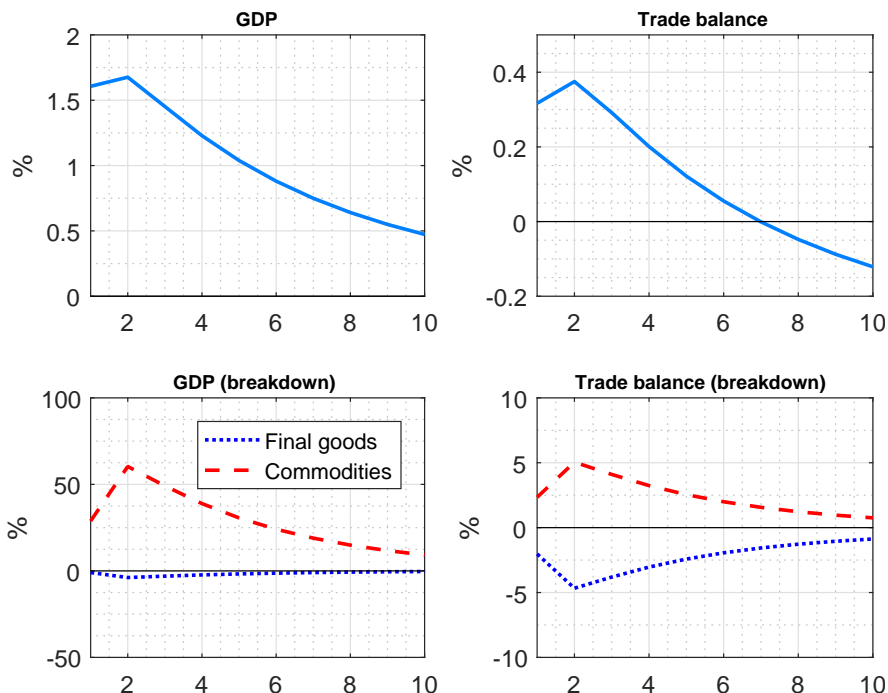 GDP
%
2
1.5
1
0.5
0
2 4 6 8 10
Trade balance
%
0.4
0.2
0
-0.2
2 4 6 8 10
GDP (breakdown)
%
100
50
0
-50
Final goods
Commodities
2 4 6 8 10
Trade balance (breakdown)
%
10
5
0
-5
-10
2 4 6 8 10